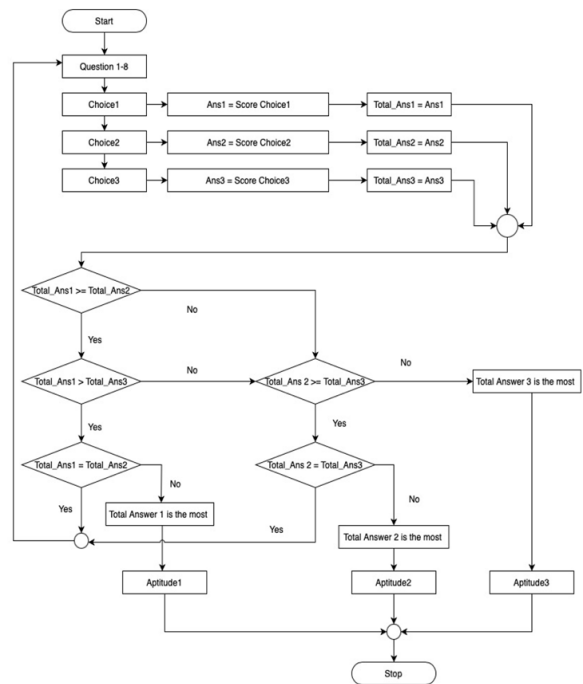 Start
Question 1-8
Choice1
Ans1 = Score Choice1
Total_Ans1 = Ans1
Choice2
Ans2 = Score Choice2
Total_Ans2 = Ans2
Choice3
Ans3 = Score Choice3
Total_Ans3 = Ans3
Total_Ans1 >= Total_Ans2
No
Yes
Total_Ans1 > Total_Ans3
No
Total_Ans 2 >= Total_Ans3
No
Total Answer 3 is the most
Yes
Yes
Total_Ans1 = Total_Ans2
Total_Ans 2 = Total_Ans3
No
No
Yes
Total Answer 1 is the most
Yes
Total Answer 2 is the most
Aptitude1
Aptitude2
Aptitude3
Stop